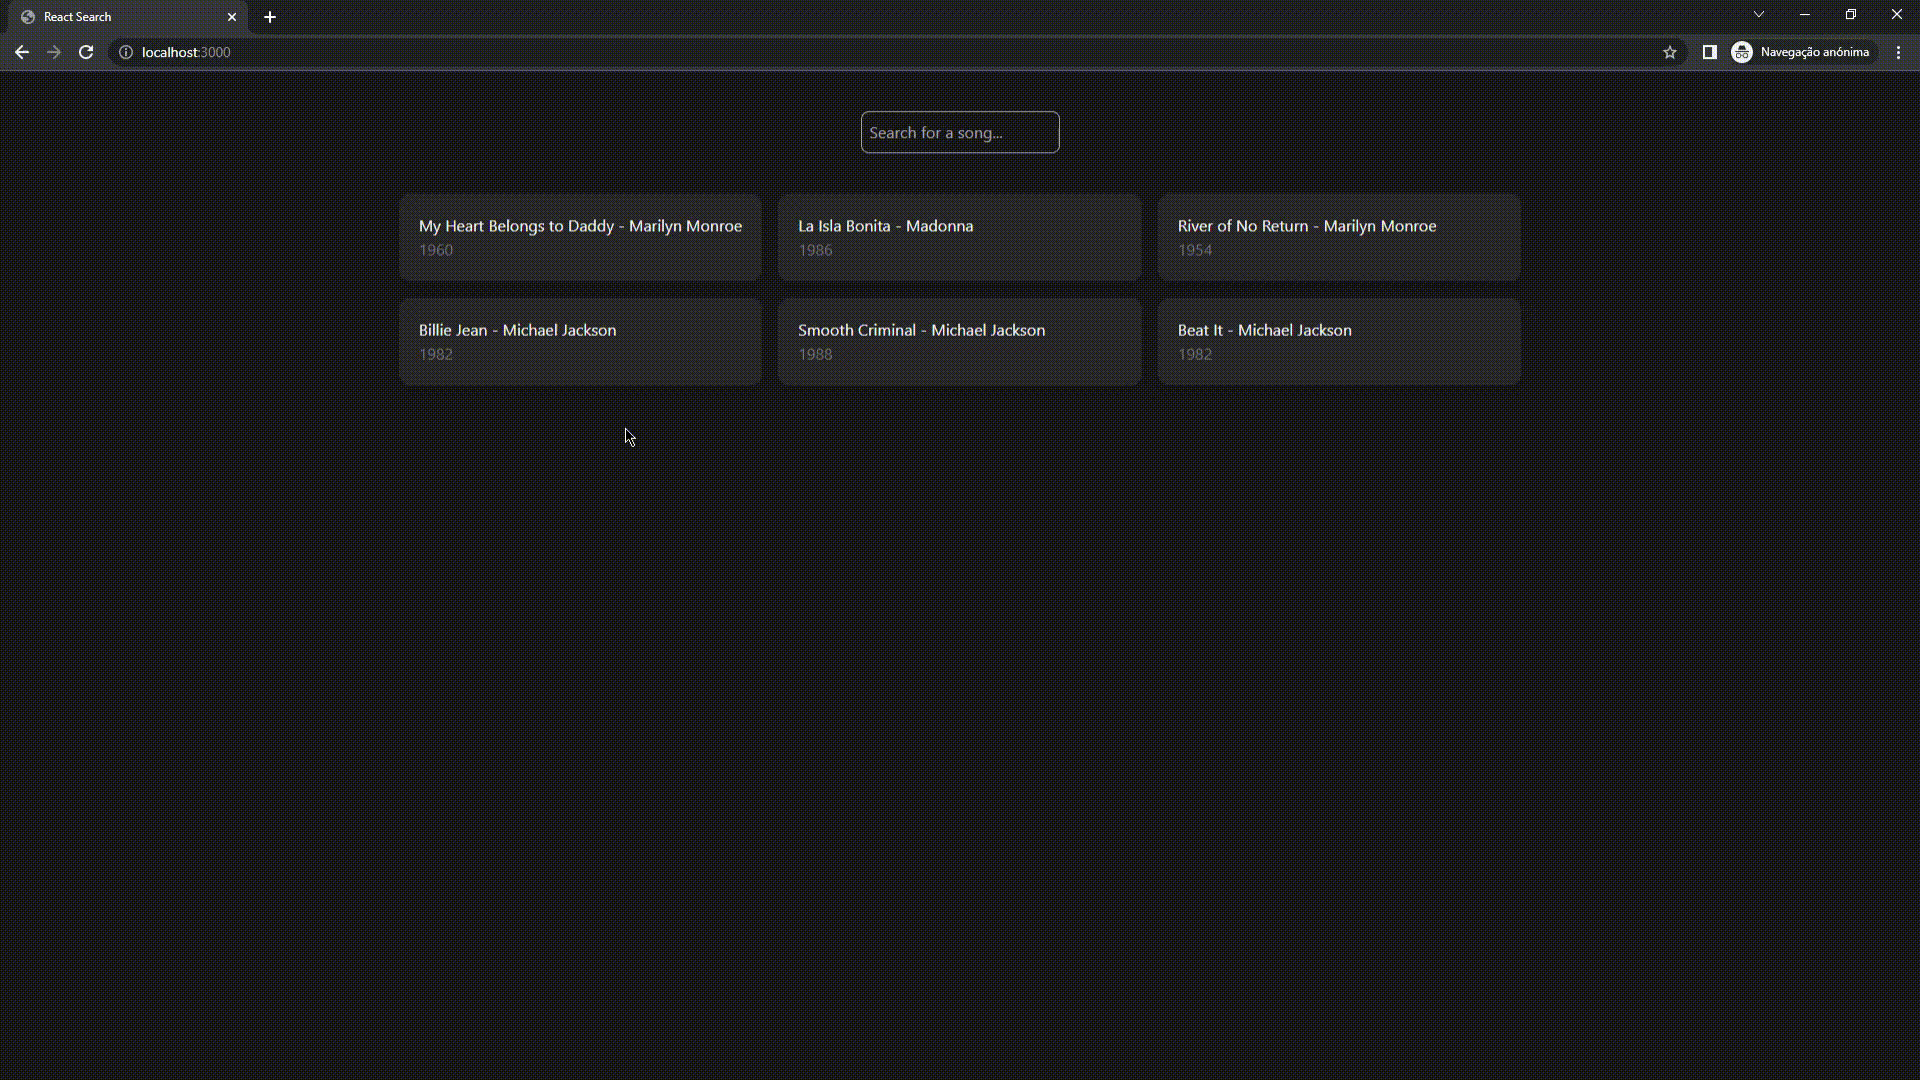 React Search
localhost:3000
Navegação anónima
Search for a song...
My Heart Belongs to Daddy - Marilyn Monroe
1960
La Isla Bonita - Madonna
1986
River of No Return - Marilyn Monroe
1954
Billie Jean - Michael Jackson
1982
Smooth Criminal - Michael Jackson
1988
Beat It - Michael Jackson
1982